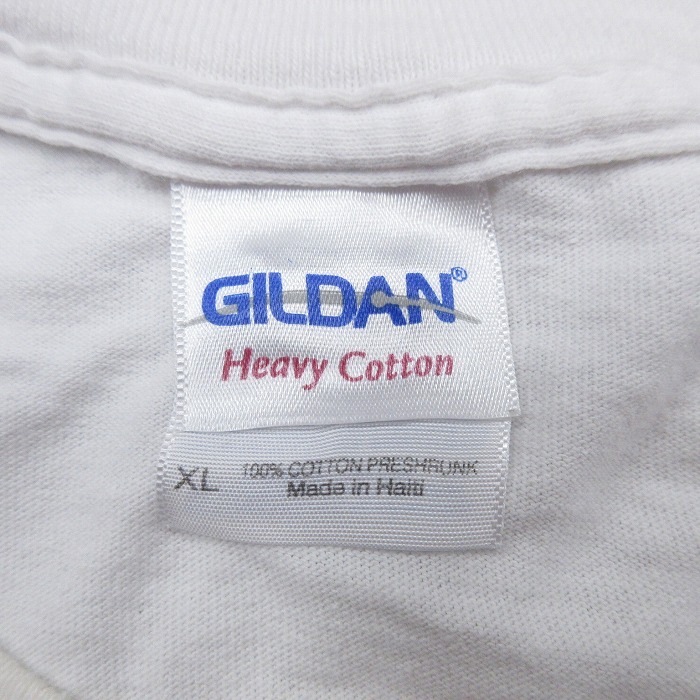 GILDAN®
Heavy Cotton
XL 100% COTTON PRESHRUNK
Made in Haiti